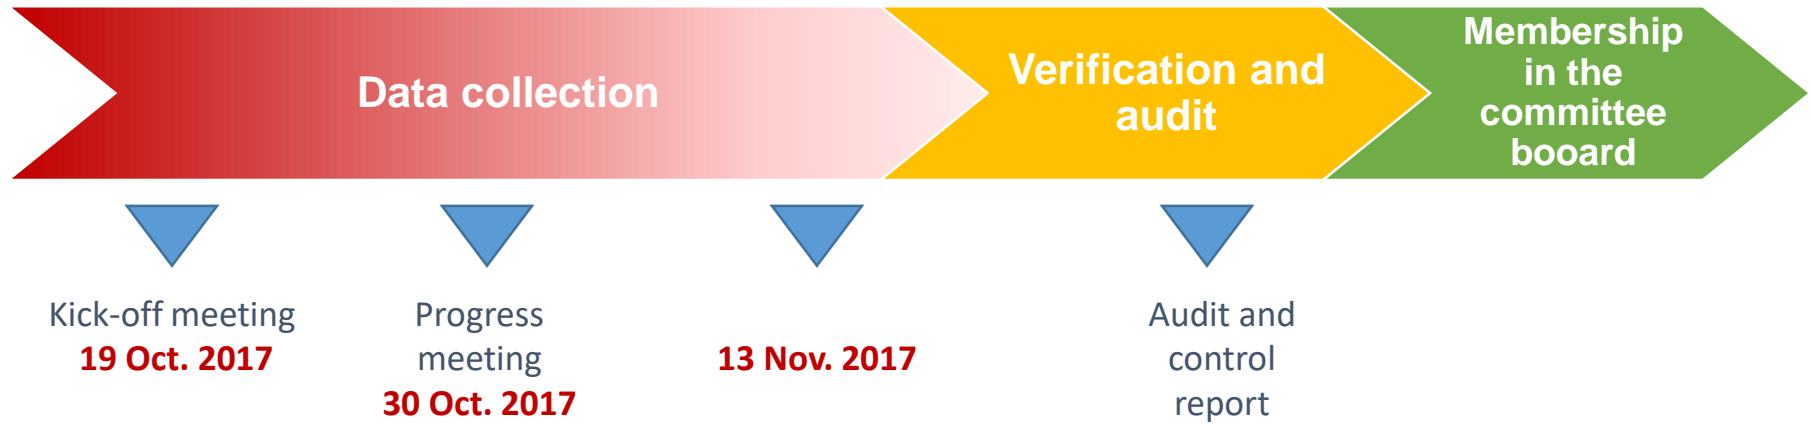 Data collection
Verification and
audit
Membership
in the
committee
booard
Kick-off meeting
19 Oct. 2017
Progress
meeting
30 Oct. 2017
13 Nov. 2017
Audit and
control
report